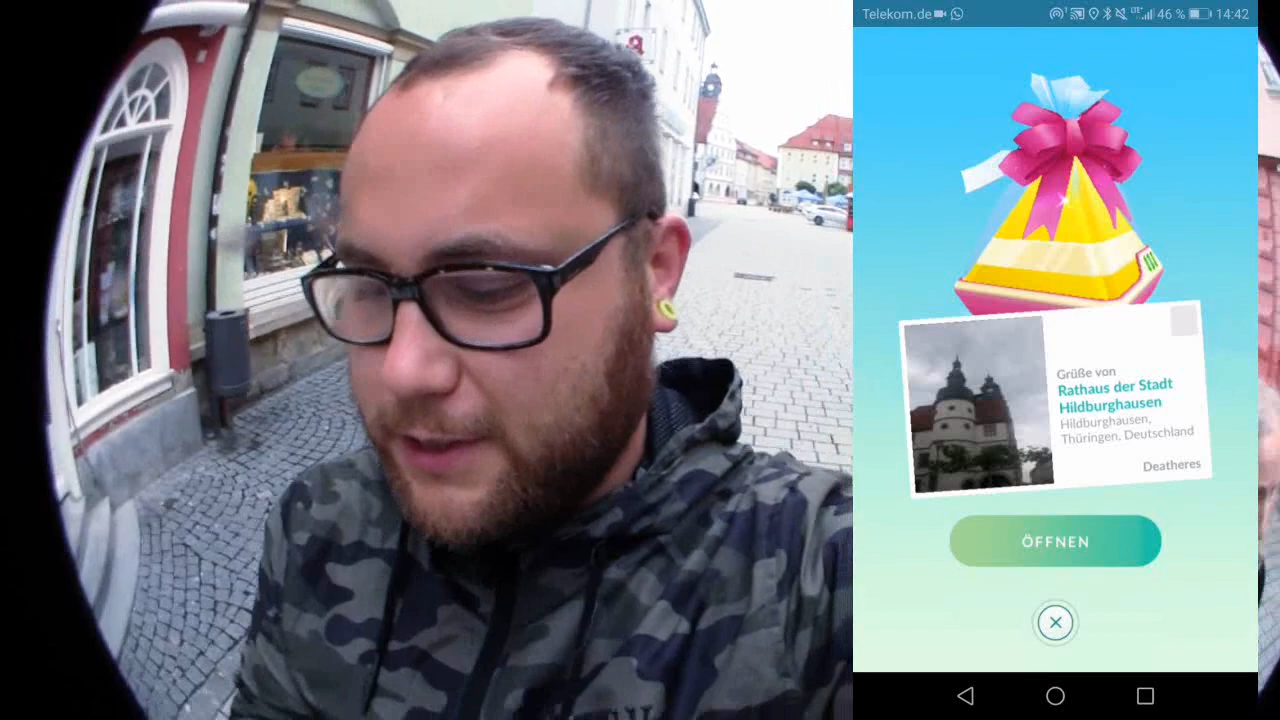 Telekom.de
46 % 14:42
Grüße von
Rathaus der Stadt
Hildburghausen
Hildburghausen,
Thüringen, Deutschland
Deatheres
ÖFFNEN